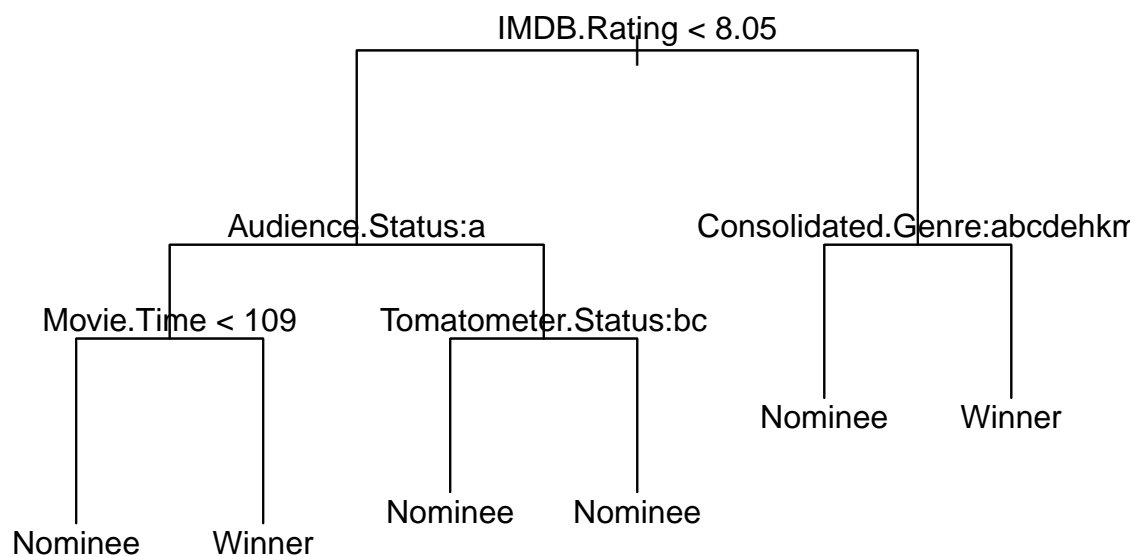 IMDB.Rating < 8.05
Audience.Status:a
Consolidated.Genre:abcdehkm
Movie.Time < 109
Tomatometer.Status:bc
Nominee
Winner
Nominee
Nominee
Nominee
Winner